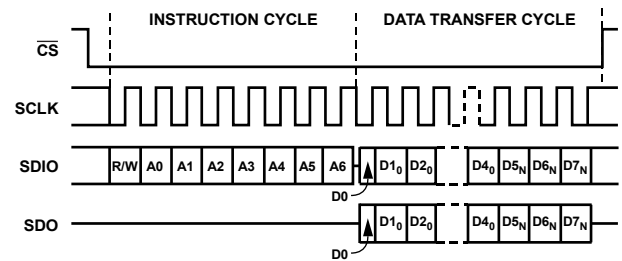 INSTRUCTION CYCLE DATA TRANSFER CYCLE
CS
SCLK
SDIO R/W A0 A1 A2 A3 A4 A5 A6 D1₀ D2₀ D4₀ D5N D6N D7N
D0
SDO D1₀ D2₀ D4₀ D5N D6N D7N
D0